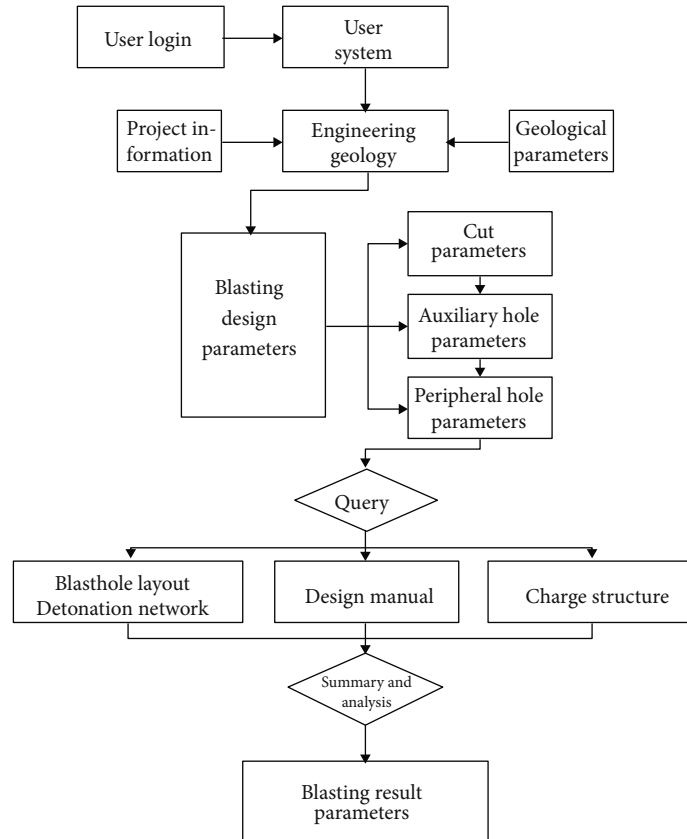 User login
User
system
Project in-
formation
Engineering
geology
Geological
parameters
Blasting
design
parameters
Cut
parameters
Auxiliary hole
parameters
Peripheral hole
parameters
Query
Blasthole layout
Detonation network
Design manual
Charge structure
Summary and
analysis
Blasting result
parameters